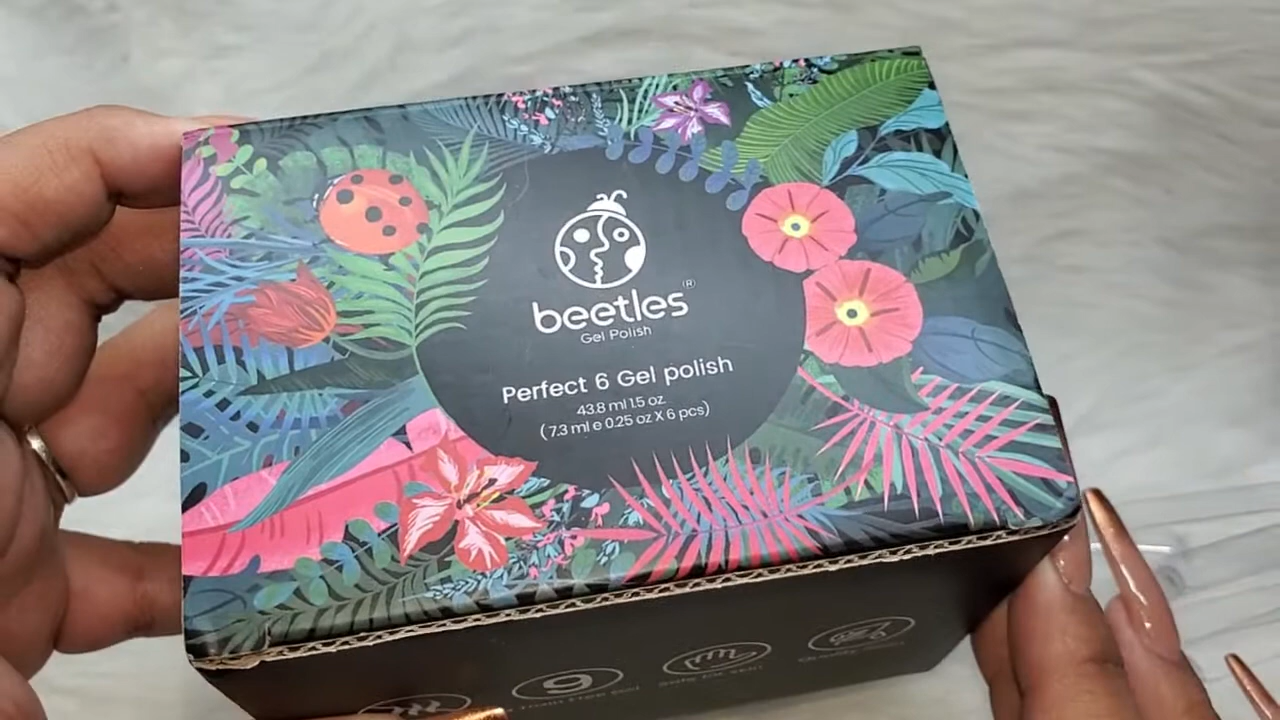 beetles®
Gel Polish
Perfect 6 Gel polish
43.8 ml 1.5 oz
(7.3 ml e 0.25 oz X 6 pcs)
9